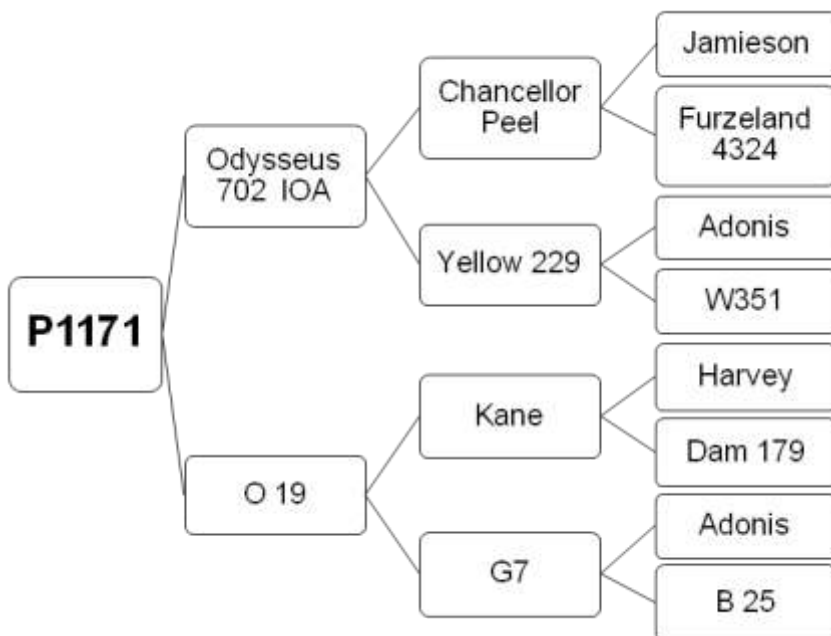 Jamieson
Chancellor
Peel
Furzeland
4324
Odysseus
702 IOA
Adonis
Yellow 229
W351
P1171
Harvey
Kane
Dam 179
O 19
Adonis
G7
B 25